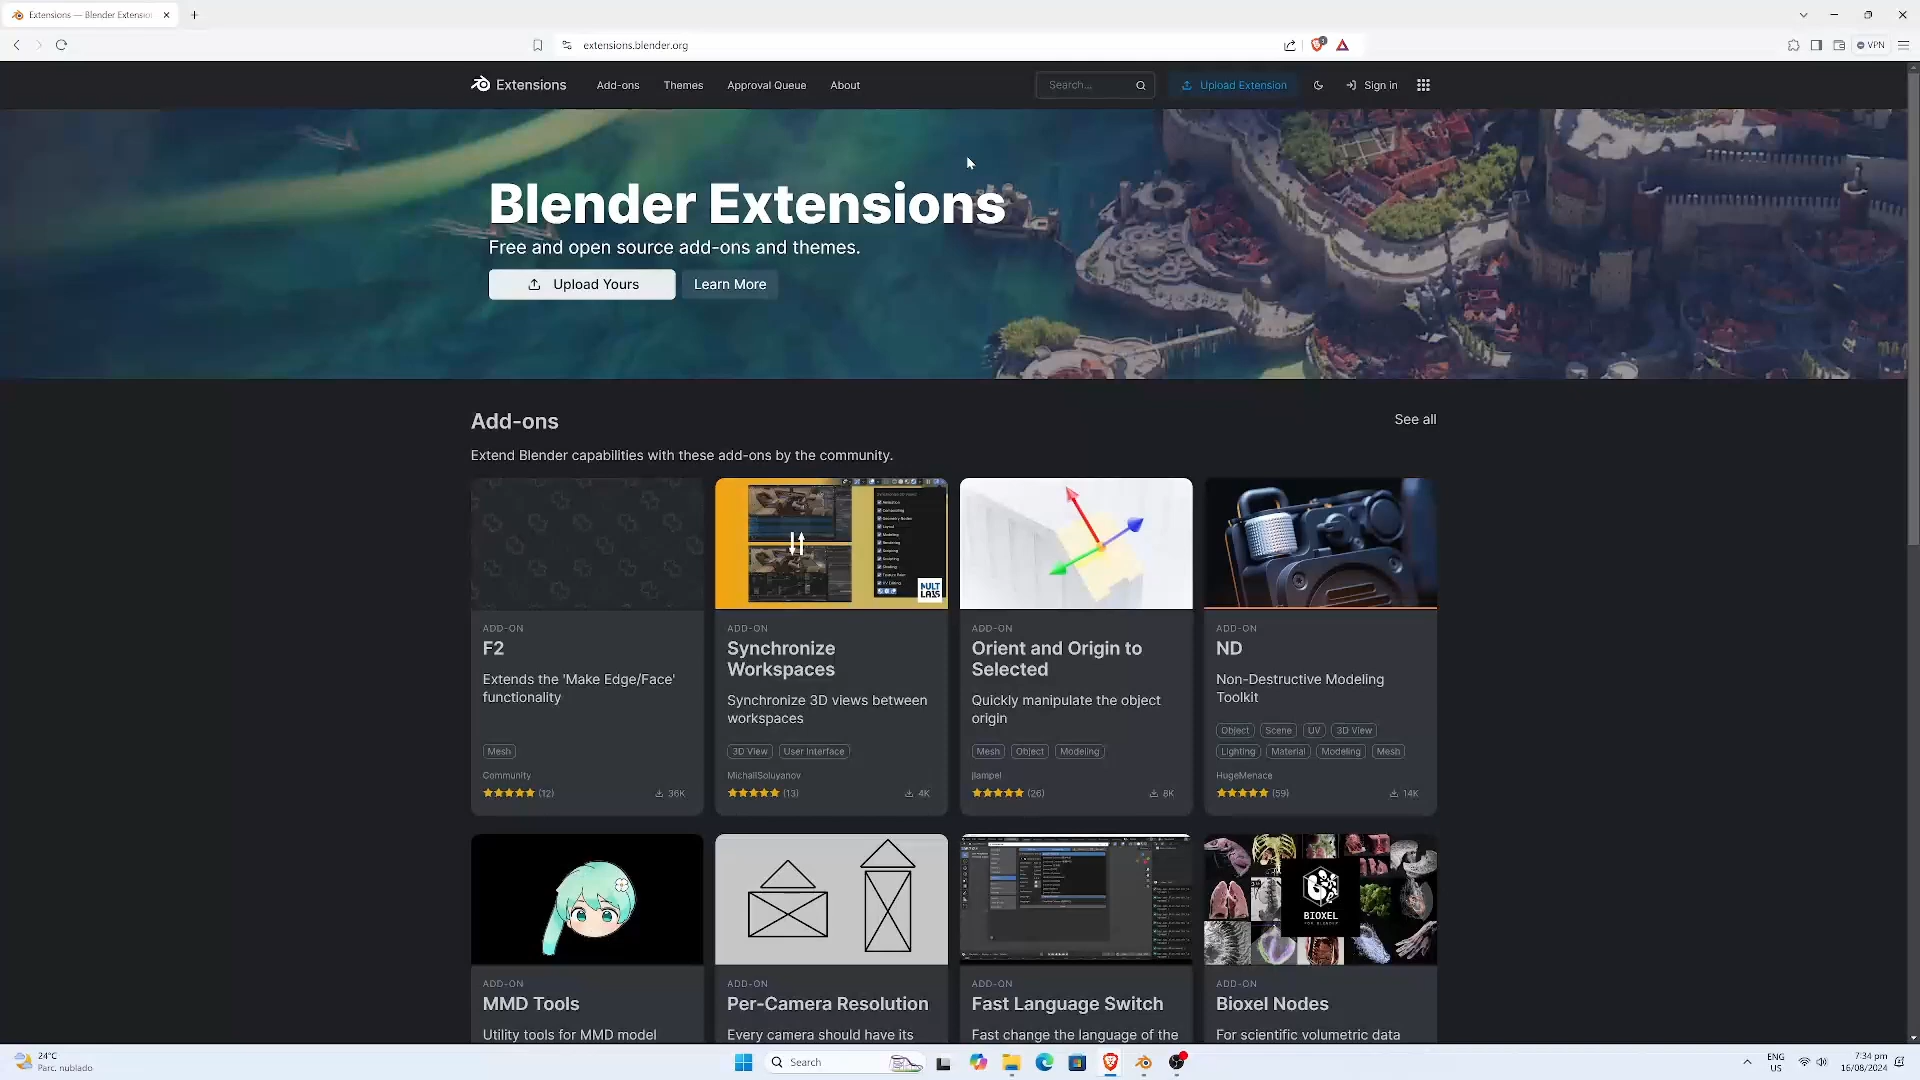 Extensions — Blender Extensio
extensions.blender.org
VPN
Extensions
Add-ons
Themes
Approval Queue
About
Search...
Upload Extension
Sign in
Blender Extensions
Free and open source add-ons and themes.
Upload Yours
Learn More
Add-ons
See all
Extend Blender capabilities with these add-ons by the community.
ADD-ON
F2
Extends the 'Make Edge/Face'
functionality
Mesh
Community
(12)
36K
MULT
LABS
ADD-ON
Synchronize
Workspaces
Synchronize 3D views between
workspaces
3D View
User Interface
MichailSoluyanov
(13)
4K
ADD-ON
Orient and Origin to
Selected
Quickly manipulate the object
origin
Mesh
Object
Modeling
jlampel
(26)
8K
ADD-ON
ND
Non-Destructive Modeling
Toolkit
Object
Scene
UV
3D View
Lighting
Material
Modeling
Mesh
HugeMenace
(59)
14K
ADD-ON
MMD Tools
Utility tools for MMD model
ADD-ON
Per-Camera Resolution
Every camera should have its
ADD-ON
Fast Language Switch
Fast change the language of the
BIOXEL
FOR BLENDER
ADD-ON
Bioxel Nodes
For scientific volumetric data
24°C
Parc. nublado
Search
ENG
US
7:34 pm
16/08/2024